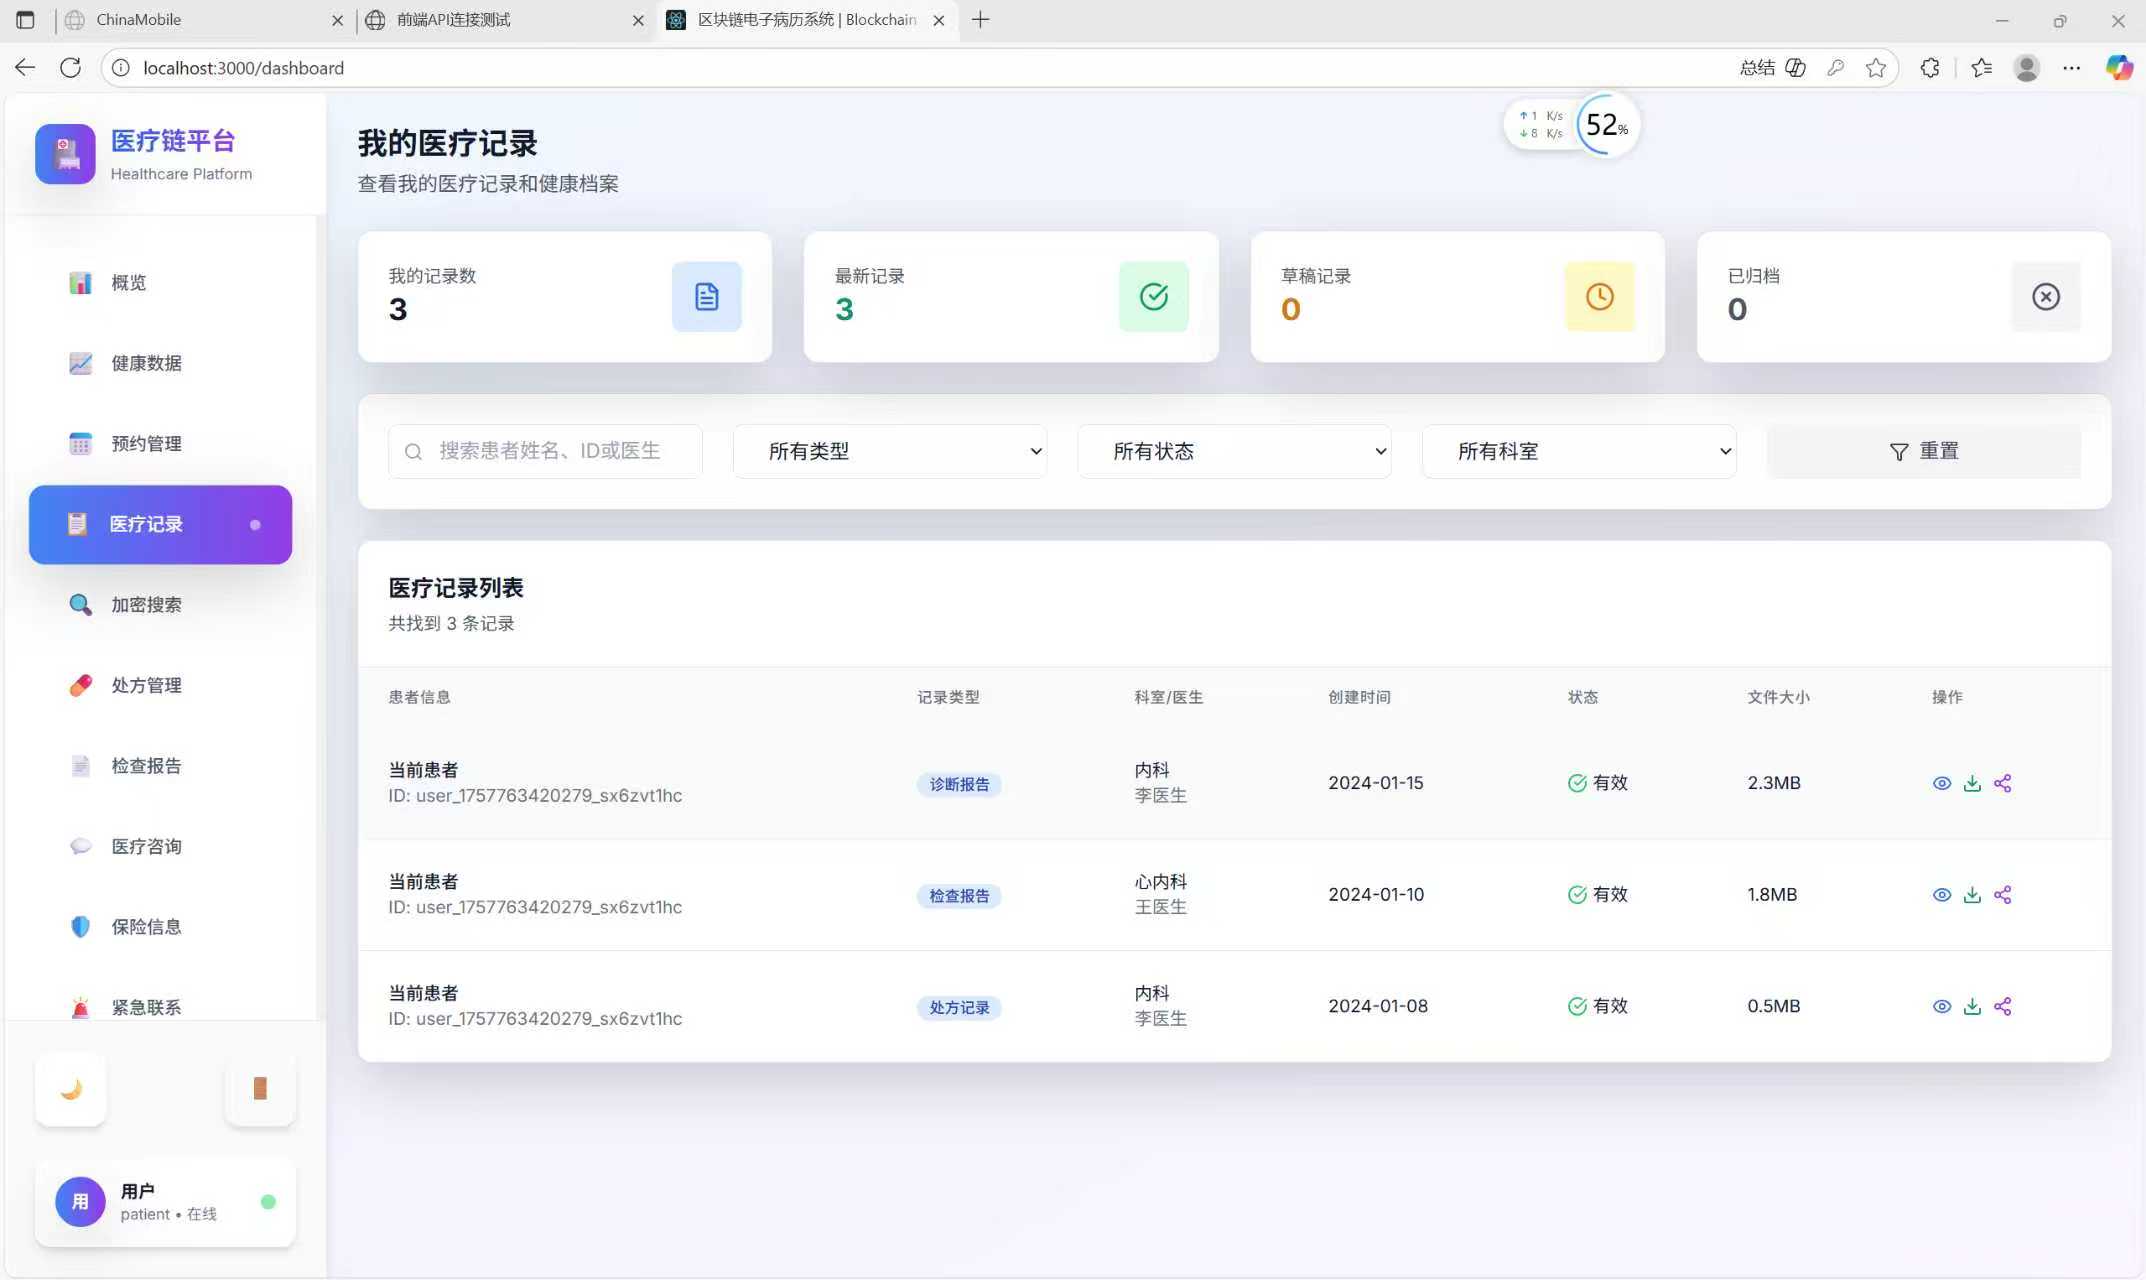 ChinaMobile
前端API连接测试
区块链电子病历系统 | Blockchain
localhost:3000/dashboard
总结
医疗链平台
Healthcare Platform
概览
健康数据
预约管理
医疗记录
加密搜索
处方管理
检查报告
医疗咨询
保险信息
紧急联系
用
用户
patient • 在线
我的医疗记录
查看我的医疗记录和健康档案
1 K/s
8 K/s
52%
我的记录数
3
最新记录
3
草稿记录
0
已归档
0
搜索患者姓名、ID或医生
所有类型
所有状态
所有科室
重置
医疗记录列表
共找到 3 条记录
患者信息 记录类型 科室/医生 创建时间 状态 文件大小 操作
当前患者
ID: user_1757763420279_sx6zvt1hc
诊断报告
内科
李医生
2024-01-15
有效
2.3MB
当前患者
ID: user_1757763420279_sx6zvt1hc
检查报告
心内科
王医生
2024-01-10
有效
1.8MB
当前患者
ID: user_1757763420279_sx6zvt1hc
处方记录
内科
李医生
2024-01-08
有效
0.5MB